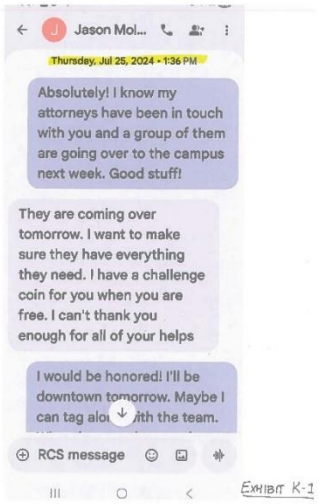 J Jason Mol...
Thursday, Jul 25, 2024 • 1:36 PM
Absolutely! I know my
attorneys have been in touch
with you and a group of them
are going over to the campus
next week. Good stuff!
They are coming over
tomorrow. I want to make
sure they have everything
they need. I have a challenge
coin for you when you are
free. I can't thank you
enough for all of your helps
I would be honored! I'll be
downtown tomorrow. Maybe I
can tag with the team.
RCS message
EXHIBIT K-1